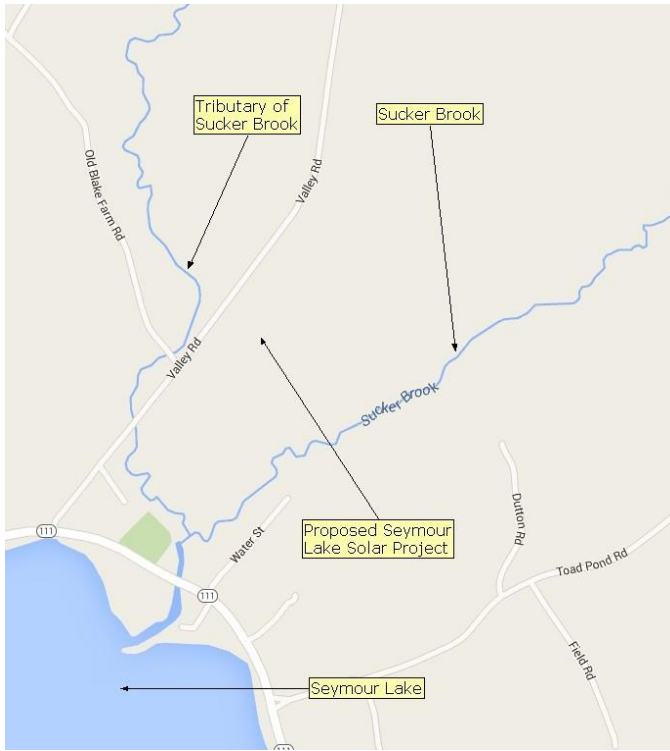 Tributary of
Sucker Brook
Sucker Brook
Old Blake Farm Rd
Valley Rd
Valley Rd
Sucker Brook
111
Water St
Proposed Seymour
Lake Solar Project
Dutton Rd
Toad Pond Rd
111
Field Rd
Seymour Lake
111